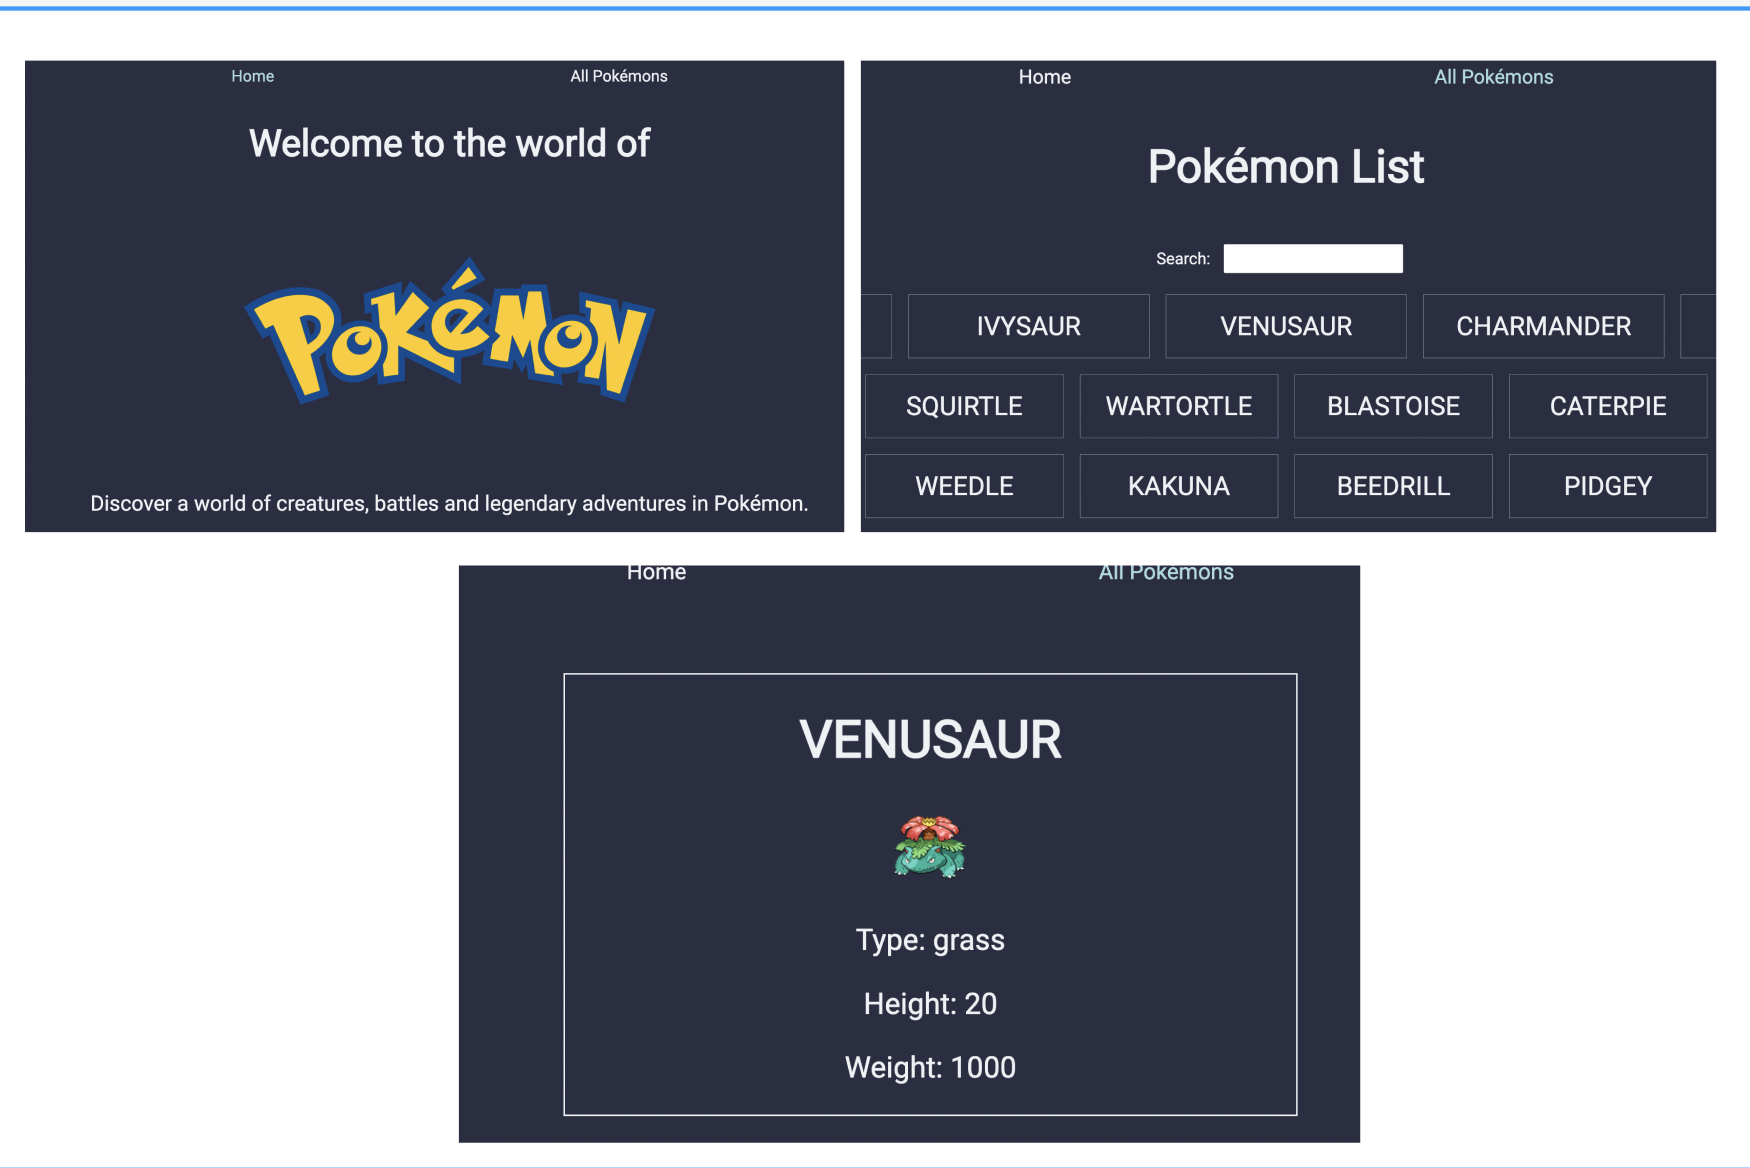 Home All Pokémons
Welcome to the world of
POKéMON
Discover a world of creatures, battles and legendary adventures in Pokémon.
Home All Pokémons
Pokémon List
Search:
IVYSAUR VENUSAUR CHARMANDER
SQUIRTLE WARTORTLE BLASTOISE CATERPIE
WEEDLE KAKUNA BEEDRILL PIDGEY
Home All Pokémons
VENUSAUR
Type: grass
Height: 20
Weight: 1000